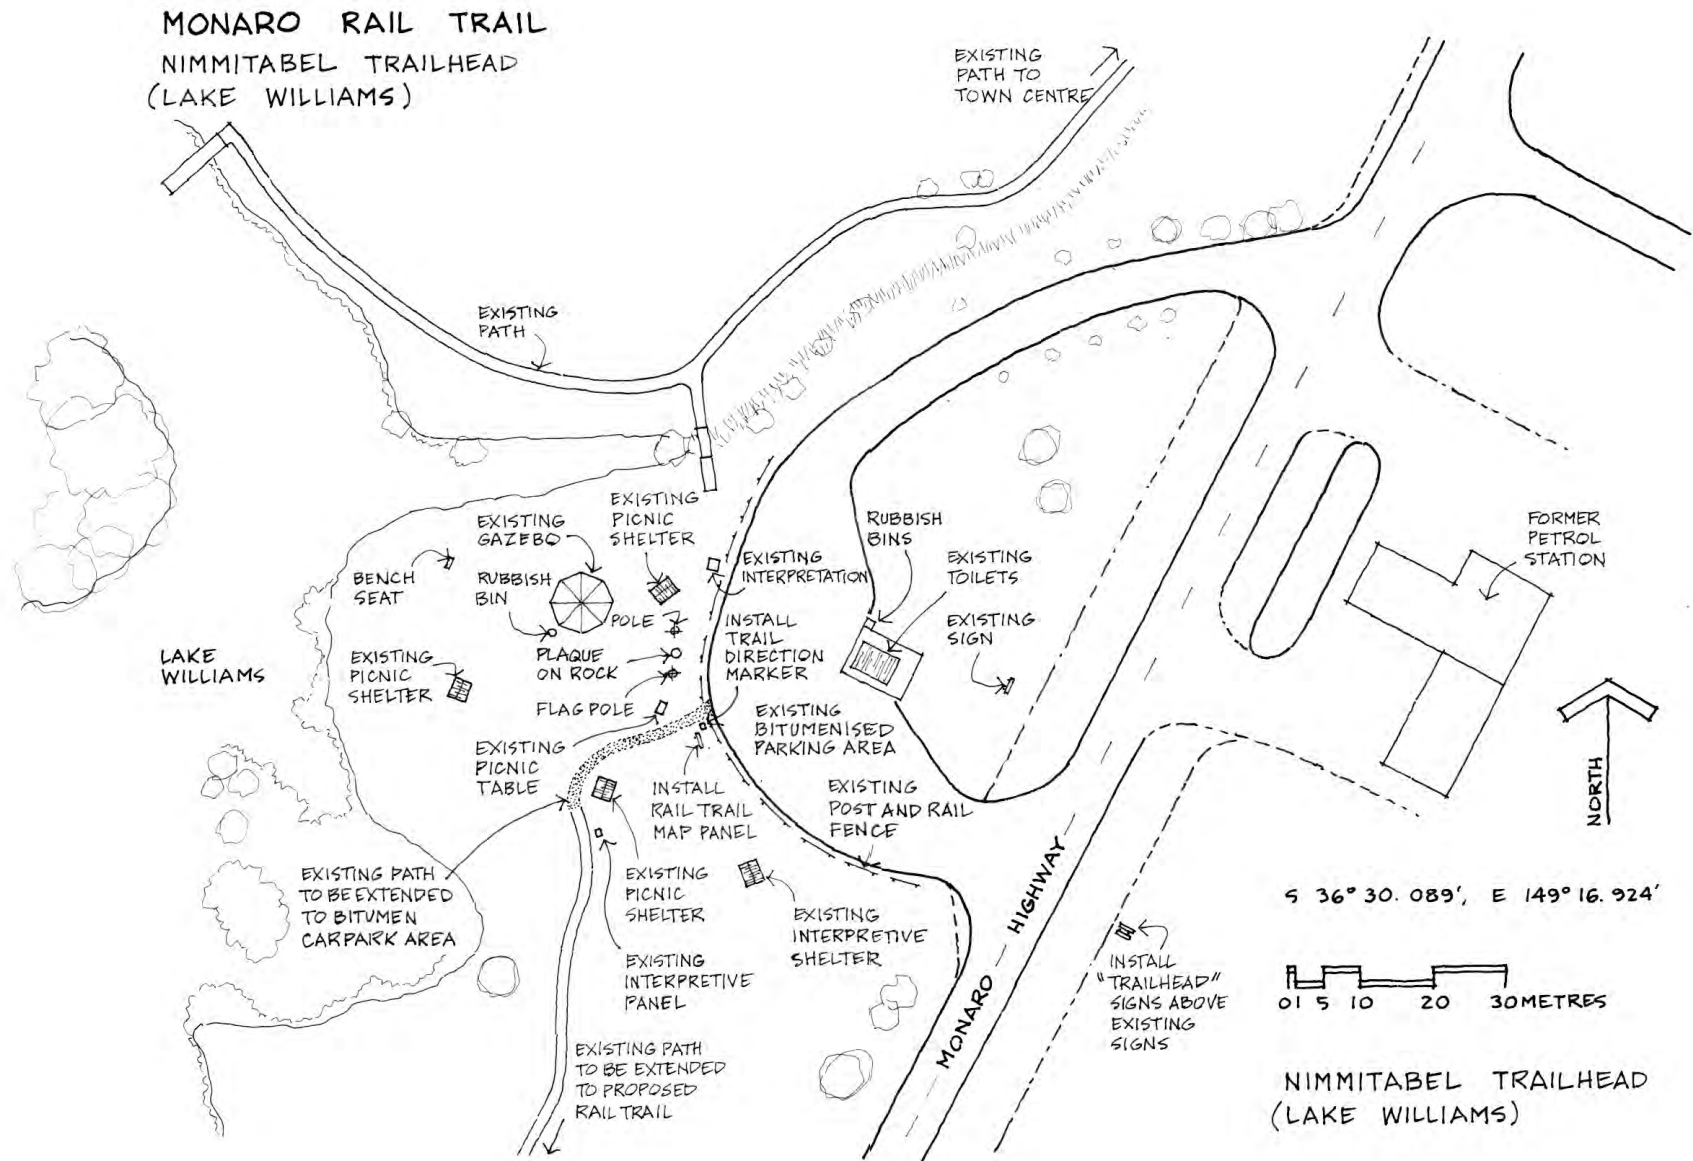 MONARO RAIL TRAIL
NIMMITABEL TRAILHEAD
(LAKE WILLIAMS)
EXISTING
PATH TO
TOWN CENTRE
EXISTING
PATH
EXISTING
PICNIC
SHELTER
EXISTING
GAZEBO
BENCH
SEAT
RUBBISH
BIN
POLE
EXISTING
INTERPRETATION
RUBBISH
BINS
EXISTING
TOILETS
EXISTING
SIGN
FORMER
PETROL
STATION
LAKE
WILLIAMS
EXISTING
PICNIC
SHELTER
PLAQUE
ON ROCK
INSTALL
TRAIL
DIRECTION
MARKER
FLAG POLE
EXISTING
BITUMENISED
PARKING AREA
EXISTING
PICNIC
TABLE
INSTALL
RAIL TRAIL
MAP PANEL
EXISTING
POST AND RAIL
FENCE
NORTH
EXISTING PATH
TO BE EXTENDED
TO BITUMEN
CARPARK AREA
EXISTING
PICNIC
SHELTER
EXISTING
INTERPRETIVE
SHELTER
EXISTING
INTERPRETIVE
PANEL
MONARO HIGHWAY
INSTALL
"TRAILHEAD"
SIGNS ABOVE
EXISTING
SIGNS
EXISTING PATH
TO BE EXTENDED
TO PROPOSED
RAIL TRAIL
S 36° 30. 089', E 149° 16. 924'
0 1 5 10 20 30 METRES
NIMMITABEL TRAILHEAD
(LAKE WILLIAMS)